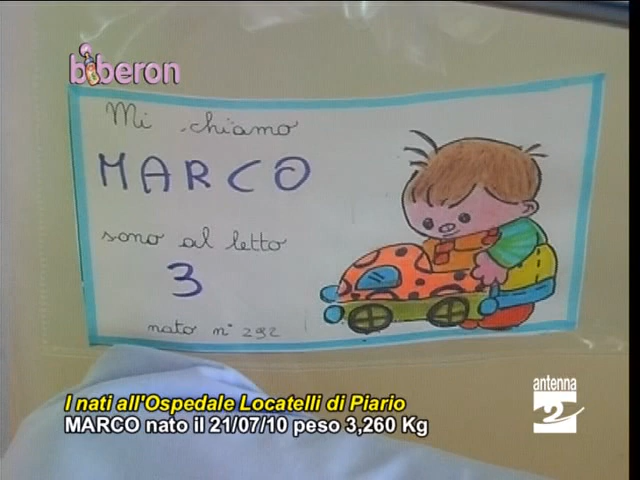 biberon
Mi chiamo
MARCO
sono al letto
3
nato n° 292
I nati all'Ospedale Locatelli di Piario
MARCO nato il 21/07/10 peso 3,260 Kg
antenna
2